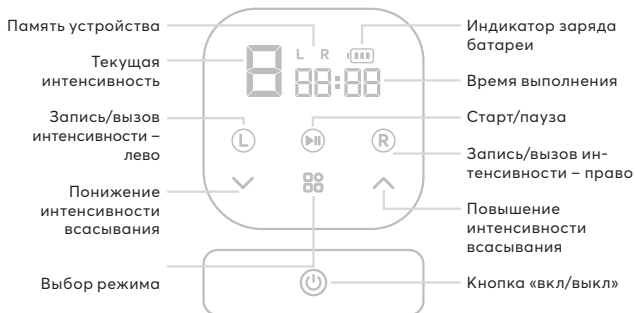 Память устройства
Текущая
интенсивность
Запись/вызов
интенсивности –
лево
Понижение
интенсивности
всасывания
Выбор режима
L R
8
88:88
L
R
Индикатор заряда
батареи
Время выполнения
Старт/пауза
Запись/вызов ин-
тенсивности – право
Повышение
интенсивности
всасывания
Кнопка «вкл/выкл»